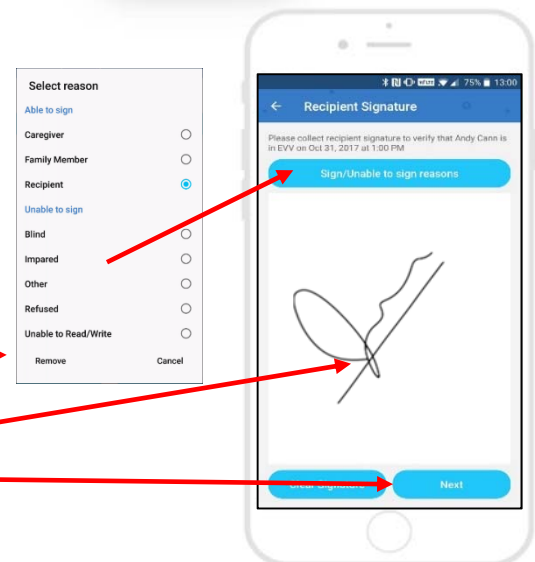 Select reason
Able to sign
Caregiver
Family Member
Recipient
Unable to sign
Blind
Impared
Other
Refused
Unable to Read/Write
Remove Cancel
75% 13:00
Recipient Signature
Please collect recipient signature to verify that Andy Cann is
in EVV on Oct 31, 2017 at 1:00 PM
Sign/Unable to sign reasons
Clear Signature Next